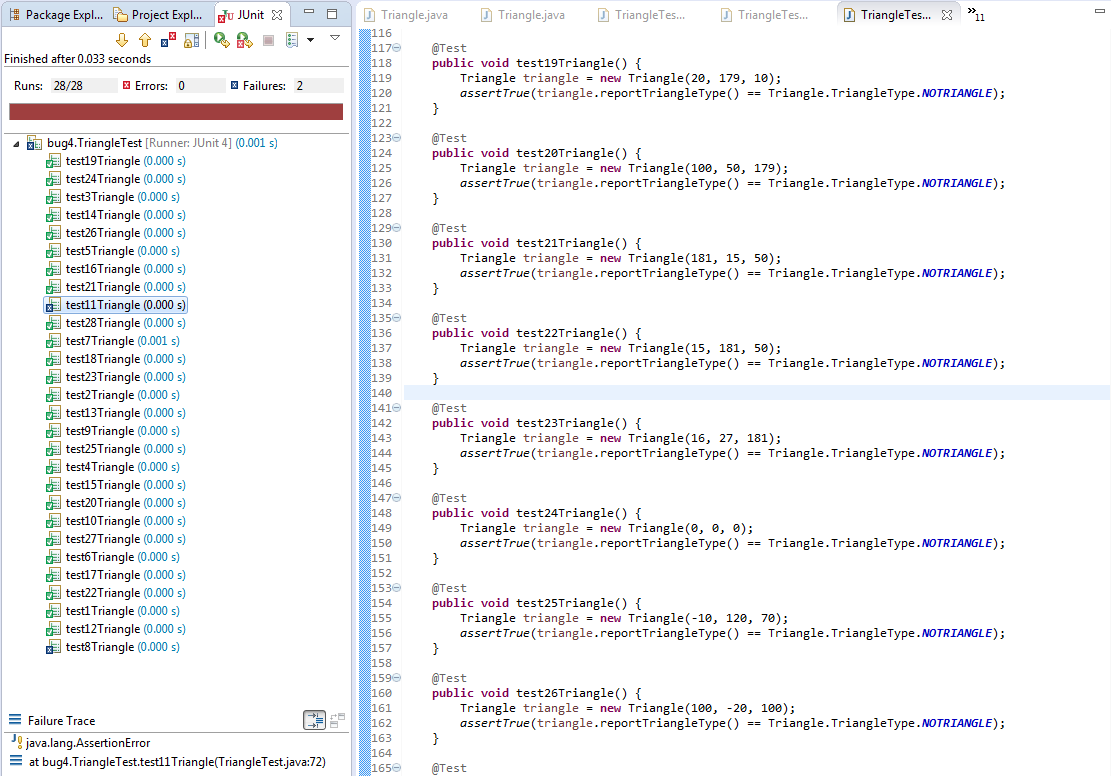 Package Expl...
Project Expl...
JUnit
Finished after 0.033 seconds
Runs: 28/28
Errors: 0
Failures: 2
bug4.TriangleTest [Runner: JUnit 4] (0.001 s)
test19Triangle (0.000 s)
test24Triangle (0.000 s)
test3Triangle (0.000 s)
test14Triangle (0.000 s)
test26Triangle (0.000 s)
test5Triangle (0.000 s)
test16Triangle (0.000 s)
test21Triangle (0.000 s)
test11Triangle (0.000 s)
test28Triangle (0.000 s)
test7Triangle (0.001 s)
test18Triangle (0.000 s)
test23Triangle (0.000 s)
test2Triangle (0.000 s)
test13Triangle (0.000 s)
test9Triangle (0.000 s)
test25Triangle (0.000 s)
test4Triangle (0.000 s)
test15Triangle (0.000 s)
test20Triangle (0.000 s)
test10Triangle (0.000 s)
test27Triangle (0.000 s)
test6Triangle (0.000 s)
test17Triangle (0.000 s)
test22Triangle (0.000 s)
test1Triangle (0.000 s)
test12Triangle (0.000 s)
test8Triangle (0.000 s)
Failure Trace
java.lang.AssertionError
at bug4.TriangleTest.test11Triangle(TriangleTest.java:72)
Triangle.java
Triangle.java
TriangleTes...
TriangleTes...
TriangleTes...
»11
116
117 @Test
118 public void test19Triangle() {
119 Triangle triangle = new Triangle(20, 179, 10);
120 assertTrue(triangle.reportTriangleType() == Triangle.TriangleType.NOTRIANGLE);
121 }
122
123 @Test
124 public void test20Triangle() {
125 Triangle triangle = new Triangle(100, 50, 179);
126 assertTrue(triangle.reportTriangleType() == Triangle.TriangleType.NOTRIANGLE);
127 }
128
129 @Test
130 public void test21Triangle() {
131 Triangle triangle = new Triangle(181, 15, 50);
132 assertTrue(triangle.reportTriangleType() == Triangle.TriangleType.NOTRIANGLE);
133 }
134
135 @Test
136 public void test22Triangle() {
137 Triangle triangle = new Triangle(15, 181, 50);
138 assertTrue(triangle.reportTriangleType() == Triangle.TriangleType.NOTRIANGLE);
139 }
140
141 @Test
142 public void test23Triangle() {
143 Triangle triangle = new Triangle(16, 27, 181);
144 assertTrue(triangle.reportTriangleType() == Triangle.TriangleType.NOTRIANGLE);
145 }
146
147 @Test
148 public void test24Triangle() {
149 Triangle triangle = new Triangle(0, 0, 0);
150 assertTrue(triangle.reportTriangleType() == Triangle.TriangleType.NOTRIANGLE);
151 }
152
153 @Test
154 public void test25Triangle() {
155 Triangle triangle = new Triangle(-10, 120, 70);
156 assertTrue(triangle.reportTriangleType() == Triangle.TriangleType.NOTRIANGLE);
157 }
158
159 @Test
160 public void test26Triangle() {
161 Triangle triangle = new Triangle(100, -20, 100);
162 assertTrue(triangle.reportTriangleType() == Triangle.TriangleType.NOTRIANGLE);
163 }
164
165 @Test